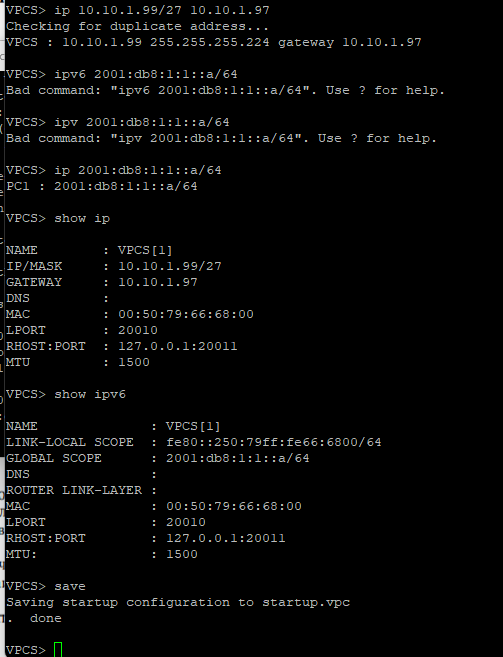 VPCS> ip 10.10.1.99/27 10.10.1.97
Checking for duplicate address...
VPCS : 10.10.1.99 255.255.255.224 gateway 10.10.1.97
VPCS> ipv6 2001:db8:1:1::a/64
Bad command: "ipv6 2001:db8:1:1::a/64". Use ? for help.
VPCS> ipv 2001:db8:1:1::a/64
Bad command: "ipv 2001:db8:1:1::a/64". Use ? for help.
VPCS> ip 2001:db8:1:1::a/64
PC1 : 2001:db8:1:1::a/64
VPCS> show ip
NAME        : VPCS[1]
IP/MASK     : 10.10.1.99/27
GATEWAY     : 10.10.1.97
DNS         :
MAC         : 00:50:79:66:68:00
LPORT       : 20010
RHOST:PORT  : 127.0.0.1:20011
MTU         : 1500
VPCS> show ipv6
NAME              : VPCS[1]
LINK-LOCAL SCOPE  : fe80::250:79ff:fe66:6800/64
GLOBAL SCOPE      : 2001:db8:1:1::a/64
DNS               :
ROUTER LINK-LAYER :
MAC               : 00:50:79:66:68:00
LPORT             : 20010
RHOST:PORT        : 127.0.0.1:20011
MTU:              : 1500
VPCS> save
Saving startup configuration to startup.vpc
.  done
VPCS>